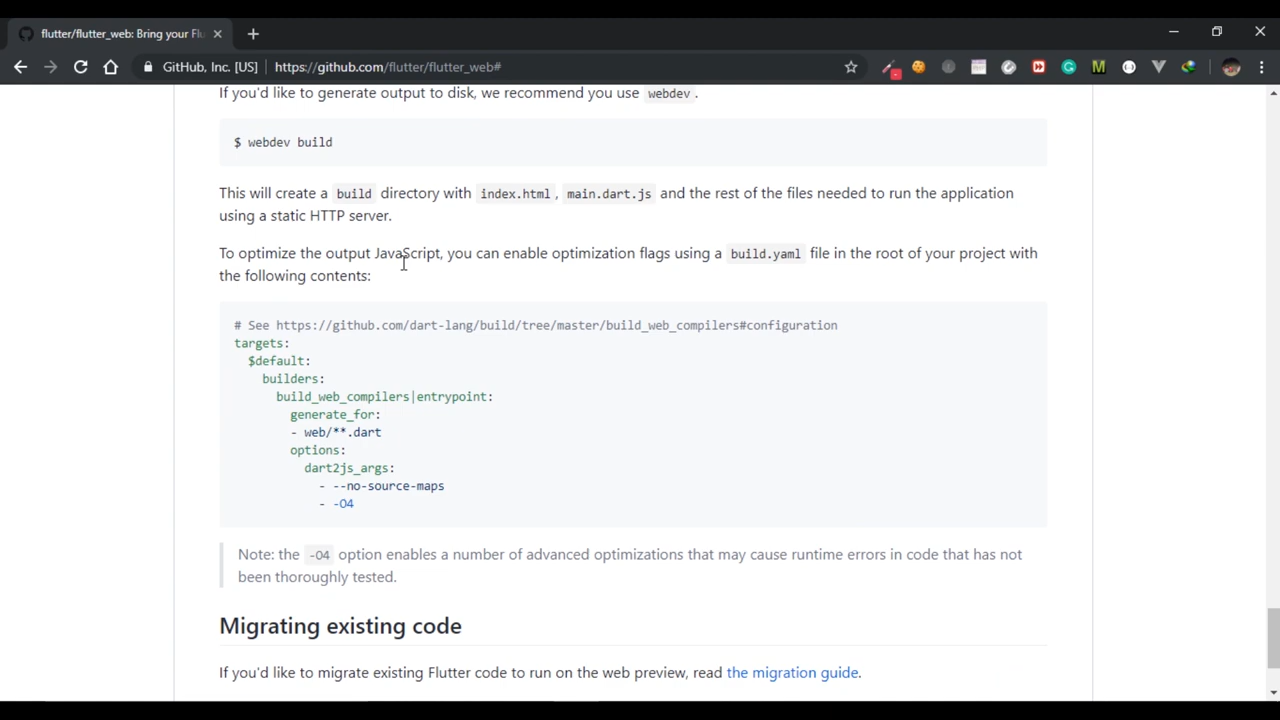 flutter/flutter_web: Bring your Flu
GitHub, Inc. [US] | https://github.com/flutter/flutter_web#
If you'd like to generate output to disk, we recommend you use webdev.
$ webdev build
This will create a build directory with index.html, main.dart.js and the rest of the files needed to run the application
using a static HTTP server.
To optimize the output JavaScript, you can enable optimization flags using a build.yaml file in the root of your project with
the following contents:
# See https://github.com/dart-lang/build/tree/master/build_web_compilers#configuration
targets:
  $default:
    builders:
      build_web_compilers|entrypoint:
        generate_for:
        - web/**.dart
        options:
          dart2js_args:
            - --no-source-maps
            - -O4
Note: the -O4 option enables a number of advanced optimizations that may cause runtime errors in code that has not
been thoroughly tested.
Migrating existing code
If you'd like to migrate existing Flutter code to run on the web preview, read the migration guide.